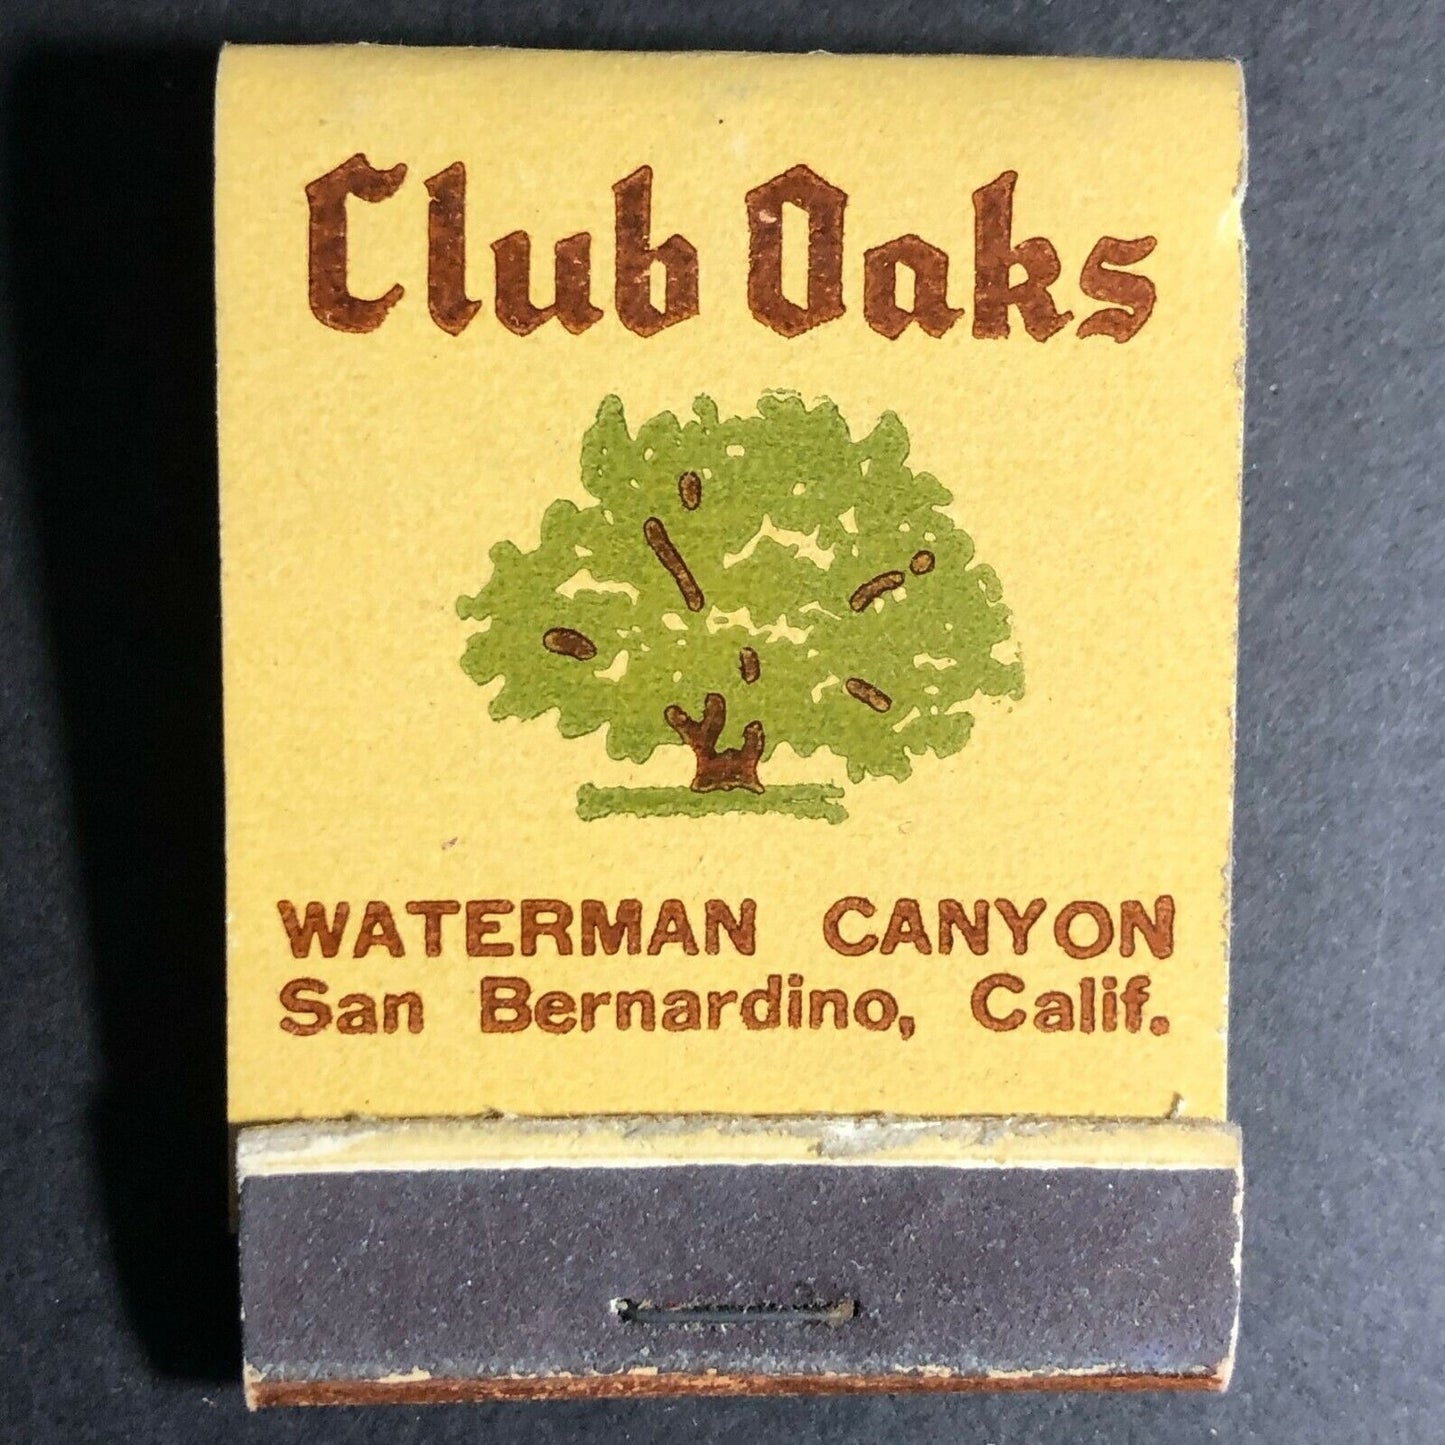 Club Oaks
WATERMAN CANYON
San Bernardino, Calif.